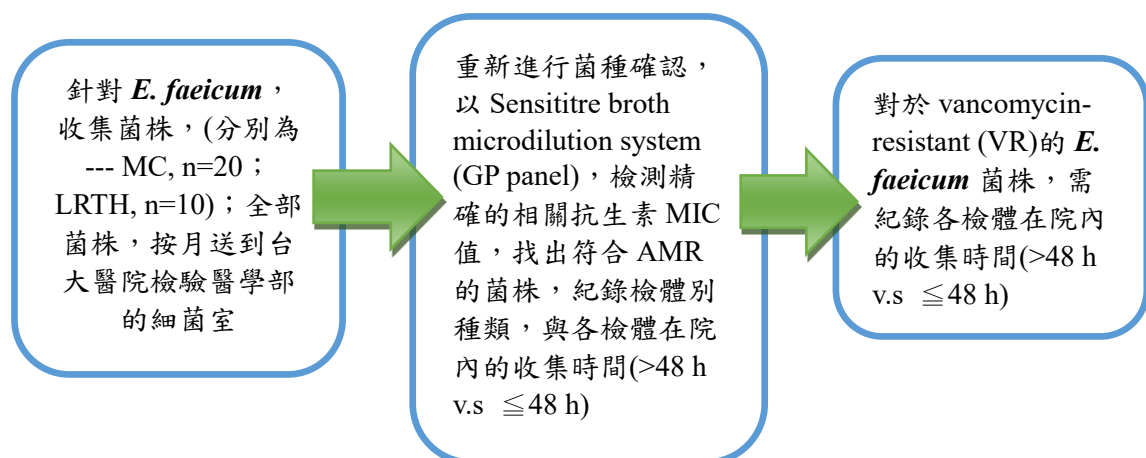 針對 E. faeicum，
收集菌株，(分別為
--- MC, n=20；
LRTH, n=10)；全部
菌株，按月送到台
大醫院檢驗醫學部
的細菌室
重新進行菌種確認，
以 Sensititre broth
microdilution system
(GP panel)，檢測精
確的相關抗生素 MIC
值，找出符合 AMR
的菌株，紀錄檢體別
種類，與各檢體在院
內的收集時間(>48 h
v.s ≦48 h)
對於 vancomycin-
resistant (VR)的 E.
faeicum 菌株，需
紀錄各檢體在院內
的收集時間(>48 h
v.s ≦48 h)